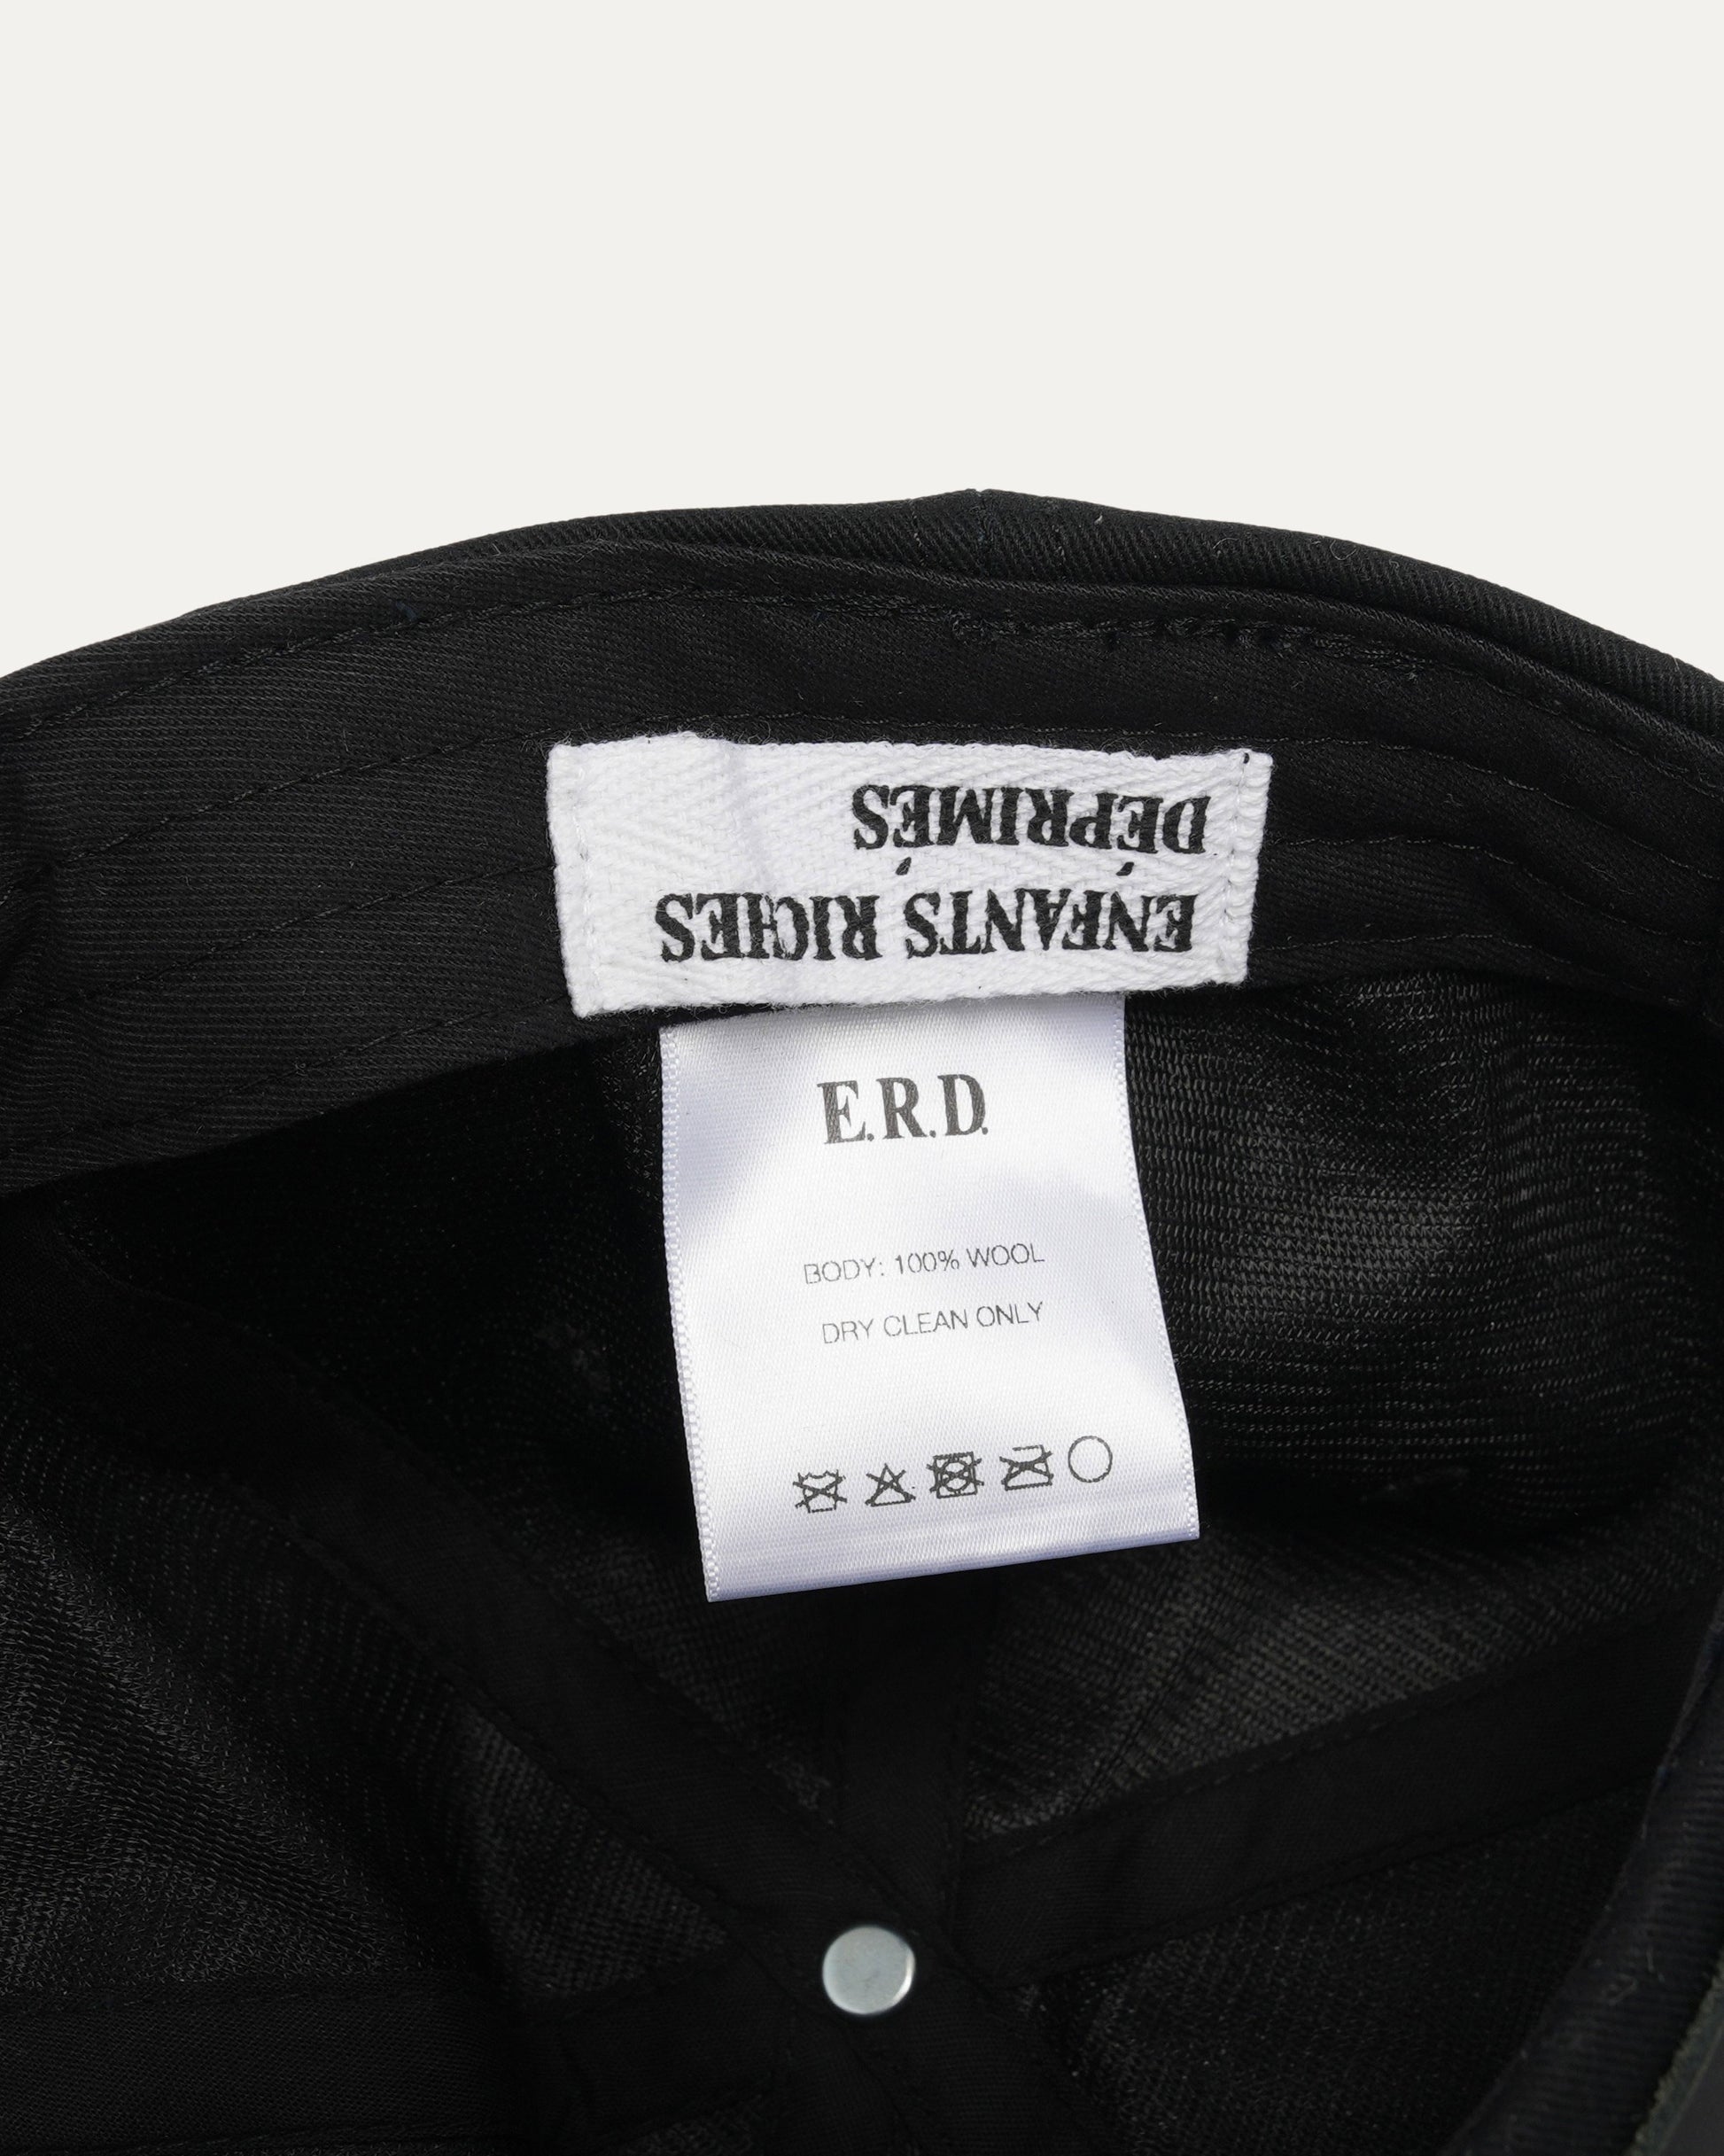 ENFANTS RICHES
DÉPRIMÉS
E.R.D.
BODY: 100% WOOL
DRY CLEAN ONLY